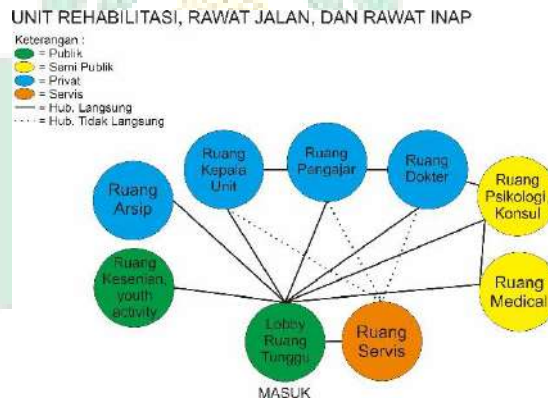 UNIT REHABILITASI, RAWAT JALAN, DAN RAWAT INAP
Keterangan :
= Publik
= Sami Publik
= Privat
= Servis
= Hub. Langsung
= Hub. Tidak Langsung
Ruang
Kepala
Unit
Ruang
Pengajar
Ruang
Dokter
Ruang
Psikologi
Konsul
Ruang
Arsip
Ruang
Kesenian,
youth
activity
Ruang
Medical
Lobby
Ruang
Tunggu
Ruang
Servis
MASUK